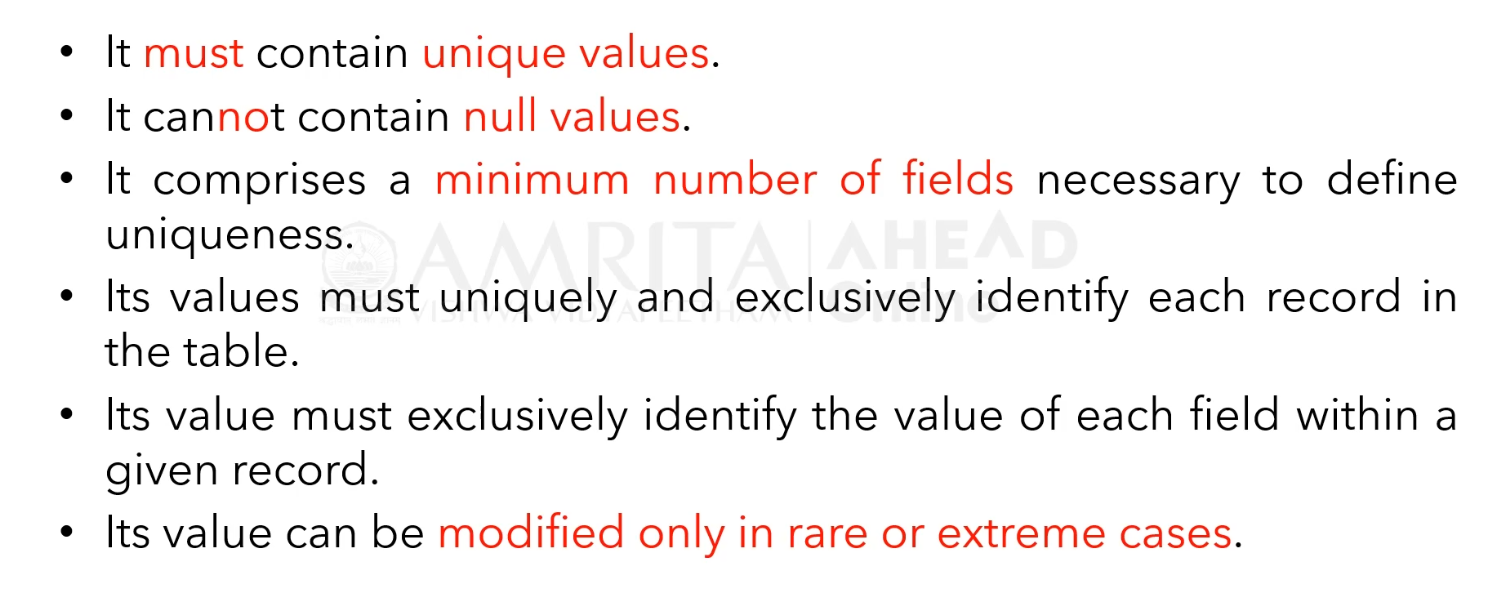 • It must contain unique values.
• It cannot contain null values.
• It comprises a minimum number of fields necessary to define
uniqueness.
AMRITA AHEAD
VISHWA VIDYAPEETHAM Online
• Its values must uniquely and exclusively identify each record in
the table.
• Its value must exclusively identify the value of each field within a
given record.
• Its value can be modified only in rare or extreme cases.